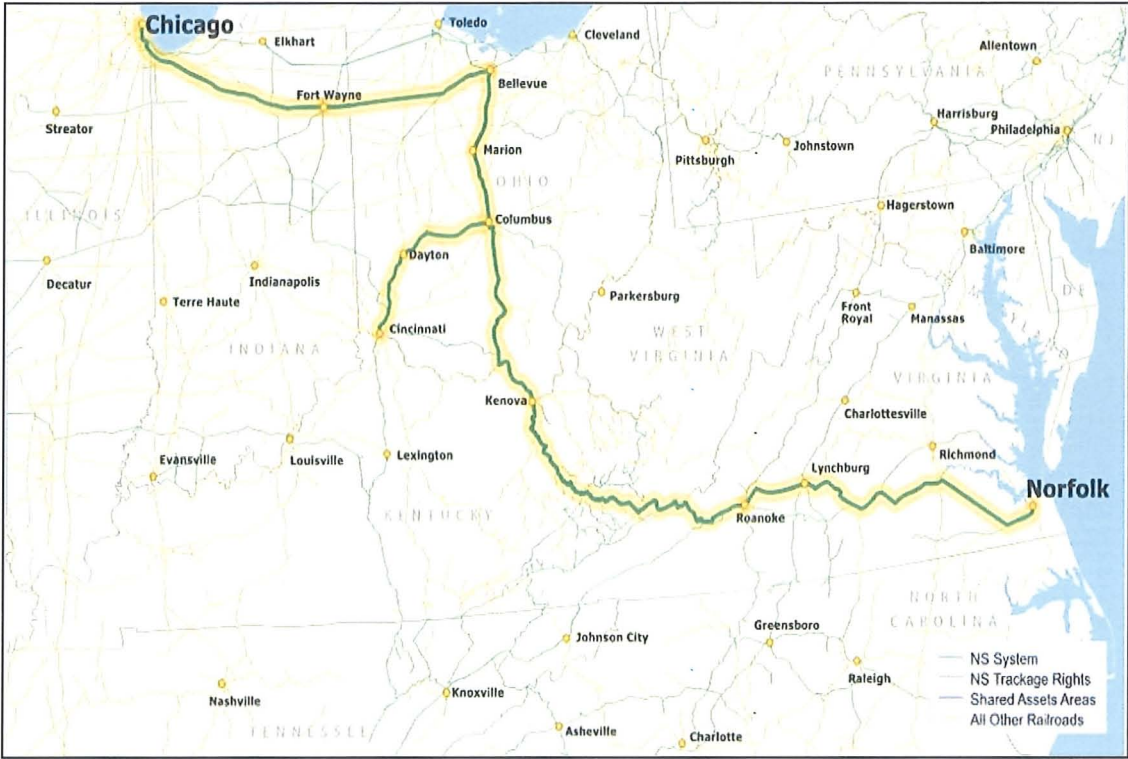 Chicago
Toledo
Elkhart
Cleveland
Allentown
PENNSYLVANIA
Bellevue
Fort Wayne
Streator
Harrisburg
Philadelphia
NJ
Marion
Pittsburgh
Johnstown
OHIO
ILLINOIS
Hagerstown
Columbus
Baltimore
Dayton
Decatur
Indianapolis
DE
Terre Haute
Parkersburg
Front
Royal
Manassas
Cincinnati
WEST
VIRGINIA
INDIANA
VIRGINIA
Kenova
Charlottesville
Louisville
Lexington
Richmond
Evansville
Lynchburg
Norfolk
KENTUCKY
Roanoke
NORTH
CAROLINA
Greensboro
Johnson City
Raleigh
Nashville
Knoxville
TENNESSEE
Asheville
Charlotte
NS System
NS Trackage Rights
Shared Assets Areas
All Other Railroads